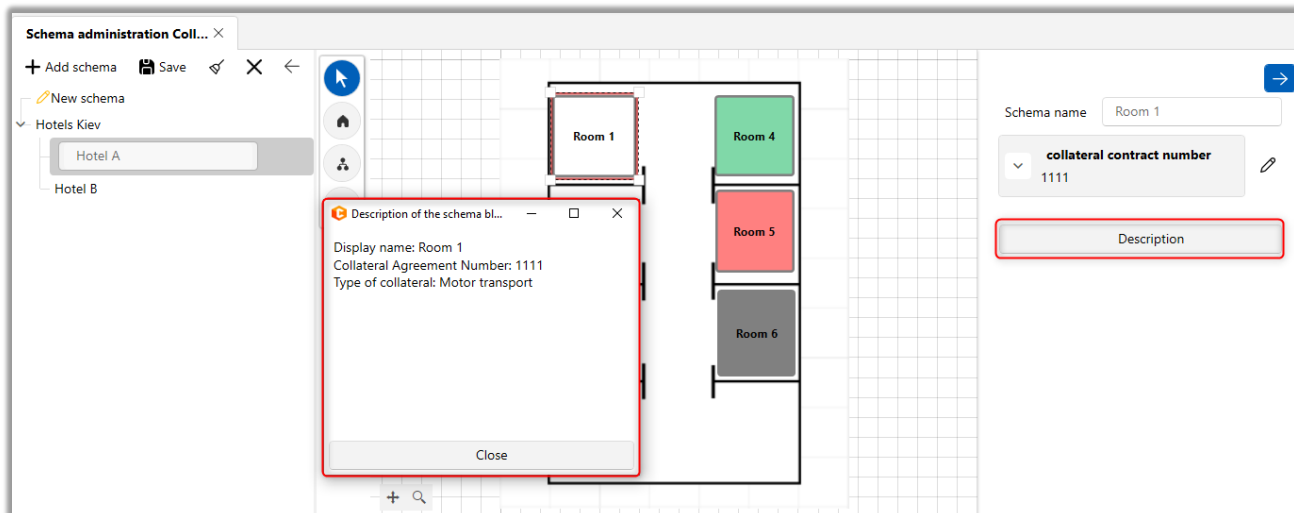 Schema administration Coll...
Add schema
Save
New schema
Hotels Kiev
Hotel A
Hotel B
Room 1
Room 4
Room 5
Room 6
Description of the schema bl...
Display name: Room 1
Collateral Agreement Number: 1111
Type of collateral: Motor transport
Close
Schema name
Room 1
collateral contract number
1111
Description